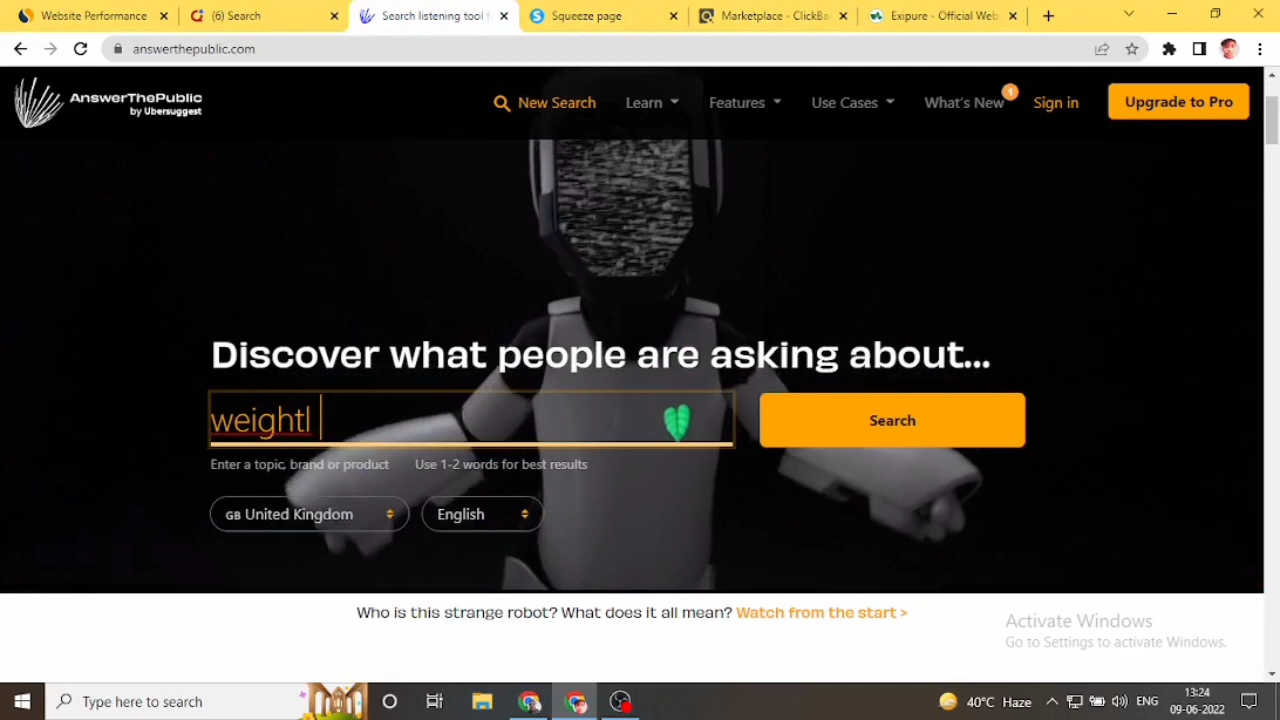 Website Performance
(6) Search
Search listening tool f
Squeeze page
Marketplace - ClickBa
Exipure - Official Web
answerthepublic.com
AnswerThePublic
by Ubersuggest
New Search
Learn
Features
Use Cases
What's New
1
Sign in
Upgrade to Pro
Discover what people are asking about...
weightl
Search
Enter a topic, brand or product
Use 1-2 words for best results
GB United Kingdom
English
Who is this strange robot? What does it all mean? Watch from the start >
Activate Windows
Go to Settings to activate Windows.
Type here to search
40°C Haze
ENG
13:24
09-06-2022